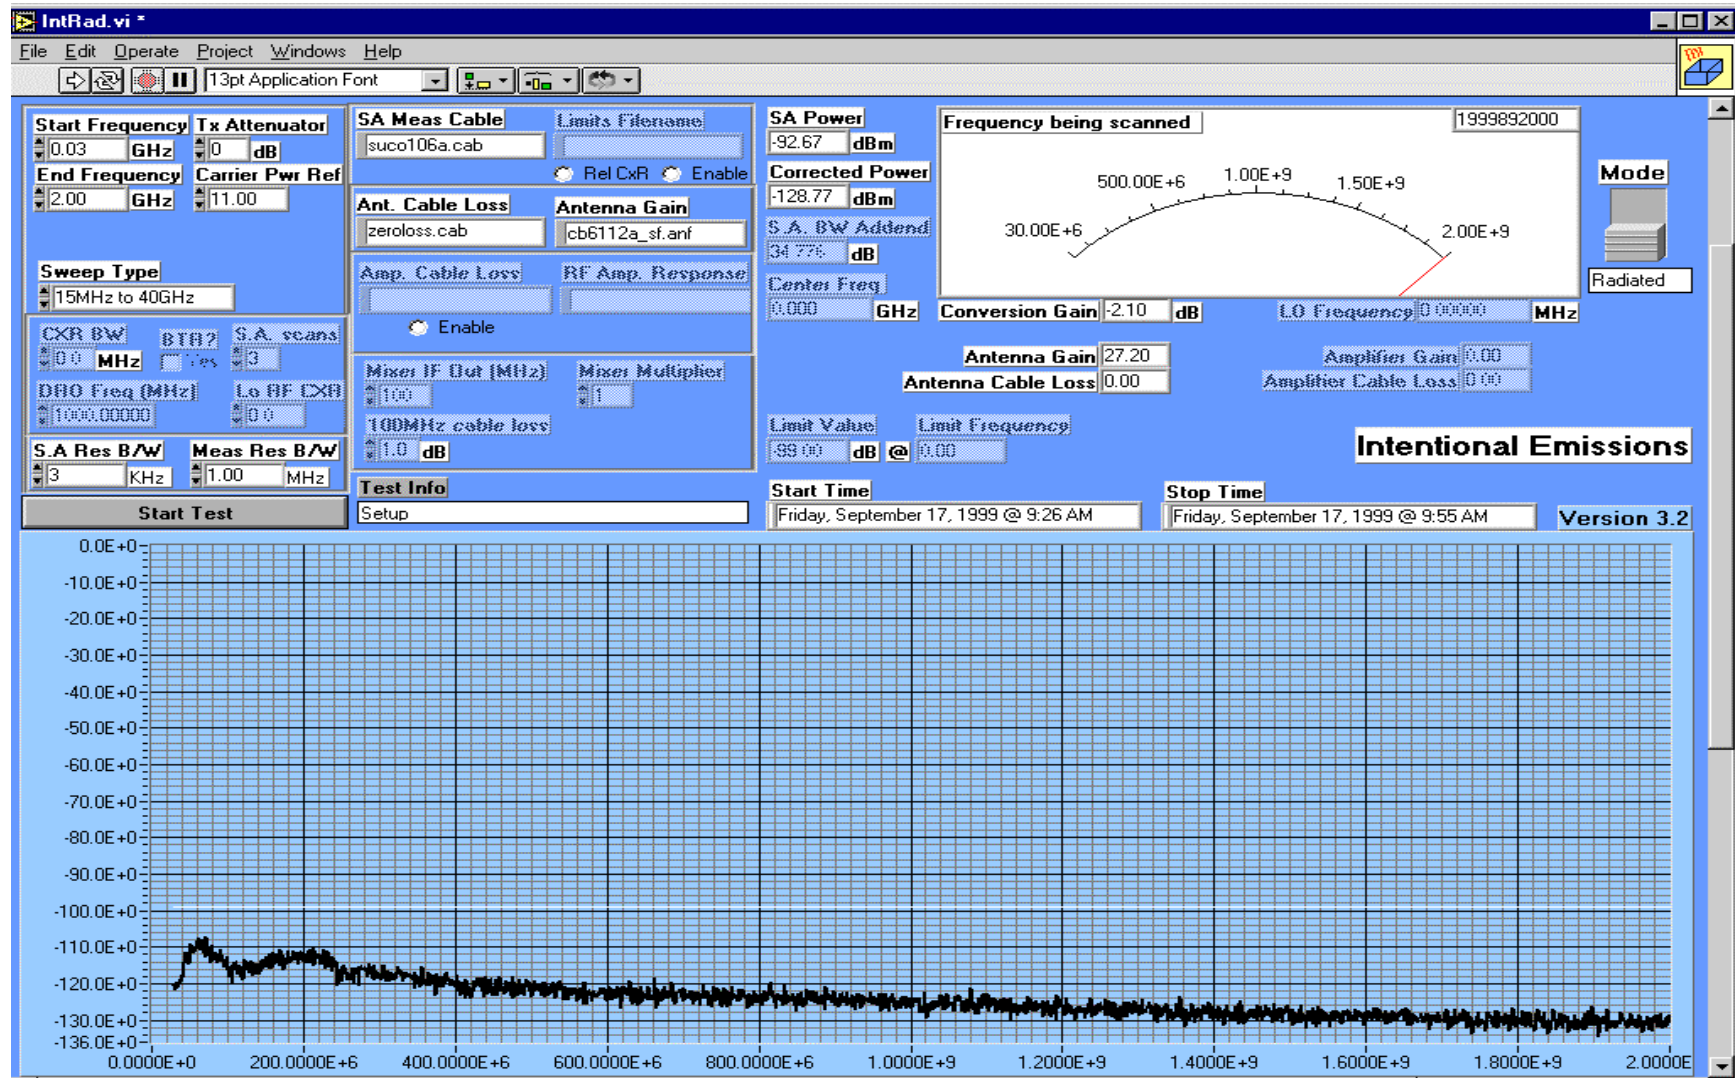 IntRad.vi *
File Edit Operate Project Windows Help
13pt Application Font
Start Frequency Tx Attenuator
0.03 GHz 0 dB
End Frequency Carrier Pwr Ref
2.00 GHz 11.00
Sweep Type
15MHz to 40GHz
CXR BW BTA? S.A. scans
0.0 MHz Yes 3
DRO Freq (MHz) Lo RF CXR
1000.00000 0.0
S.A Res B/W Meas Res B/W
3 KHz 1.00 MHz
Start Test
SA Meas Cable Limits Filename
suco106a.cab
Rel CxR Enable
Ant. Cable Loss Antenna Gain
zeroloss.cab cb6112a_sf.anf
Amp. Cable Loss RF Amp. Response
Enable
Mixer IF Out (MHz) Mixer Multiplier
100 1
100MHz cable loss
1.0 dB
Test Info
Setup
SA Power
-92.67 dBm
Corrected Power
-128.77 dBm
S.A. BW Addend
34.776 dB
Center Freq
0.000 GHz
Frequency being scanned 1999892000
30.00E+6 500.00E+6 1.00E+9 1.50E+9 2.00E+9
Mode
Radiated
Conversion Gain -2.10 dB LO Frequency 0.00000 MHz
Antenna Gain 27.20 Amplifier Gain 0.00
Antenna Cable Loss 0.00 Amplifier Cable Loss 0.00
Limit Value Limit Frequency
-99.00 dB @ 0.00
Intentional Emissions
Start Time Stop Time
Friday, September 17, 1999 @ 9:26 AM Friday, September 17, 1999 @ 9:55 AM Version 3.2
0.0E+0
-10.0E+0
-20.0E+0
-30.0E+0
-40.0E+0
-50.0E+0
-60.0E+0
-70.0E+0
-80.0E+0
-90.0E+0
-100.0E+0
-110.0E+0
-120.0E+0
-130.0E+0
-136.0E+0
0.0000E+0 200.0000E+6 400.0000E+6 600.0000E+6 800.0000E+6 1.0000E+9 1.2000E+9 1.4000E+9 1.6000E+9 1.8000E+9 2.0000E